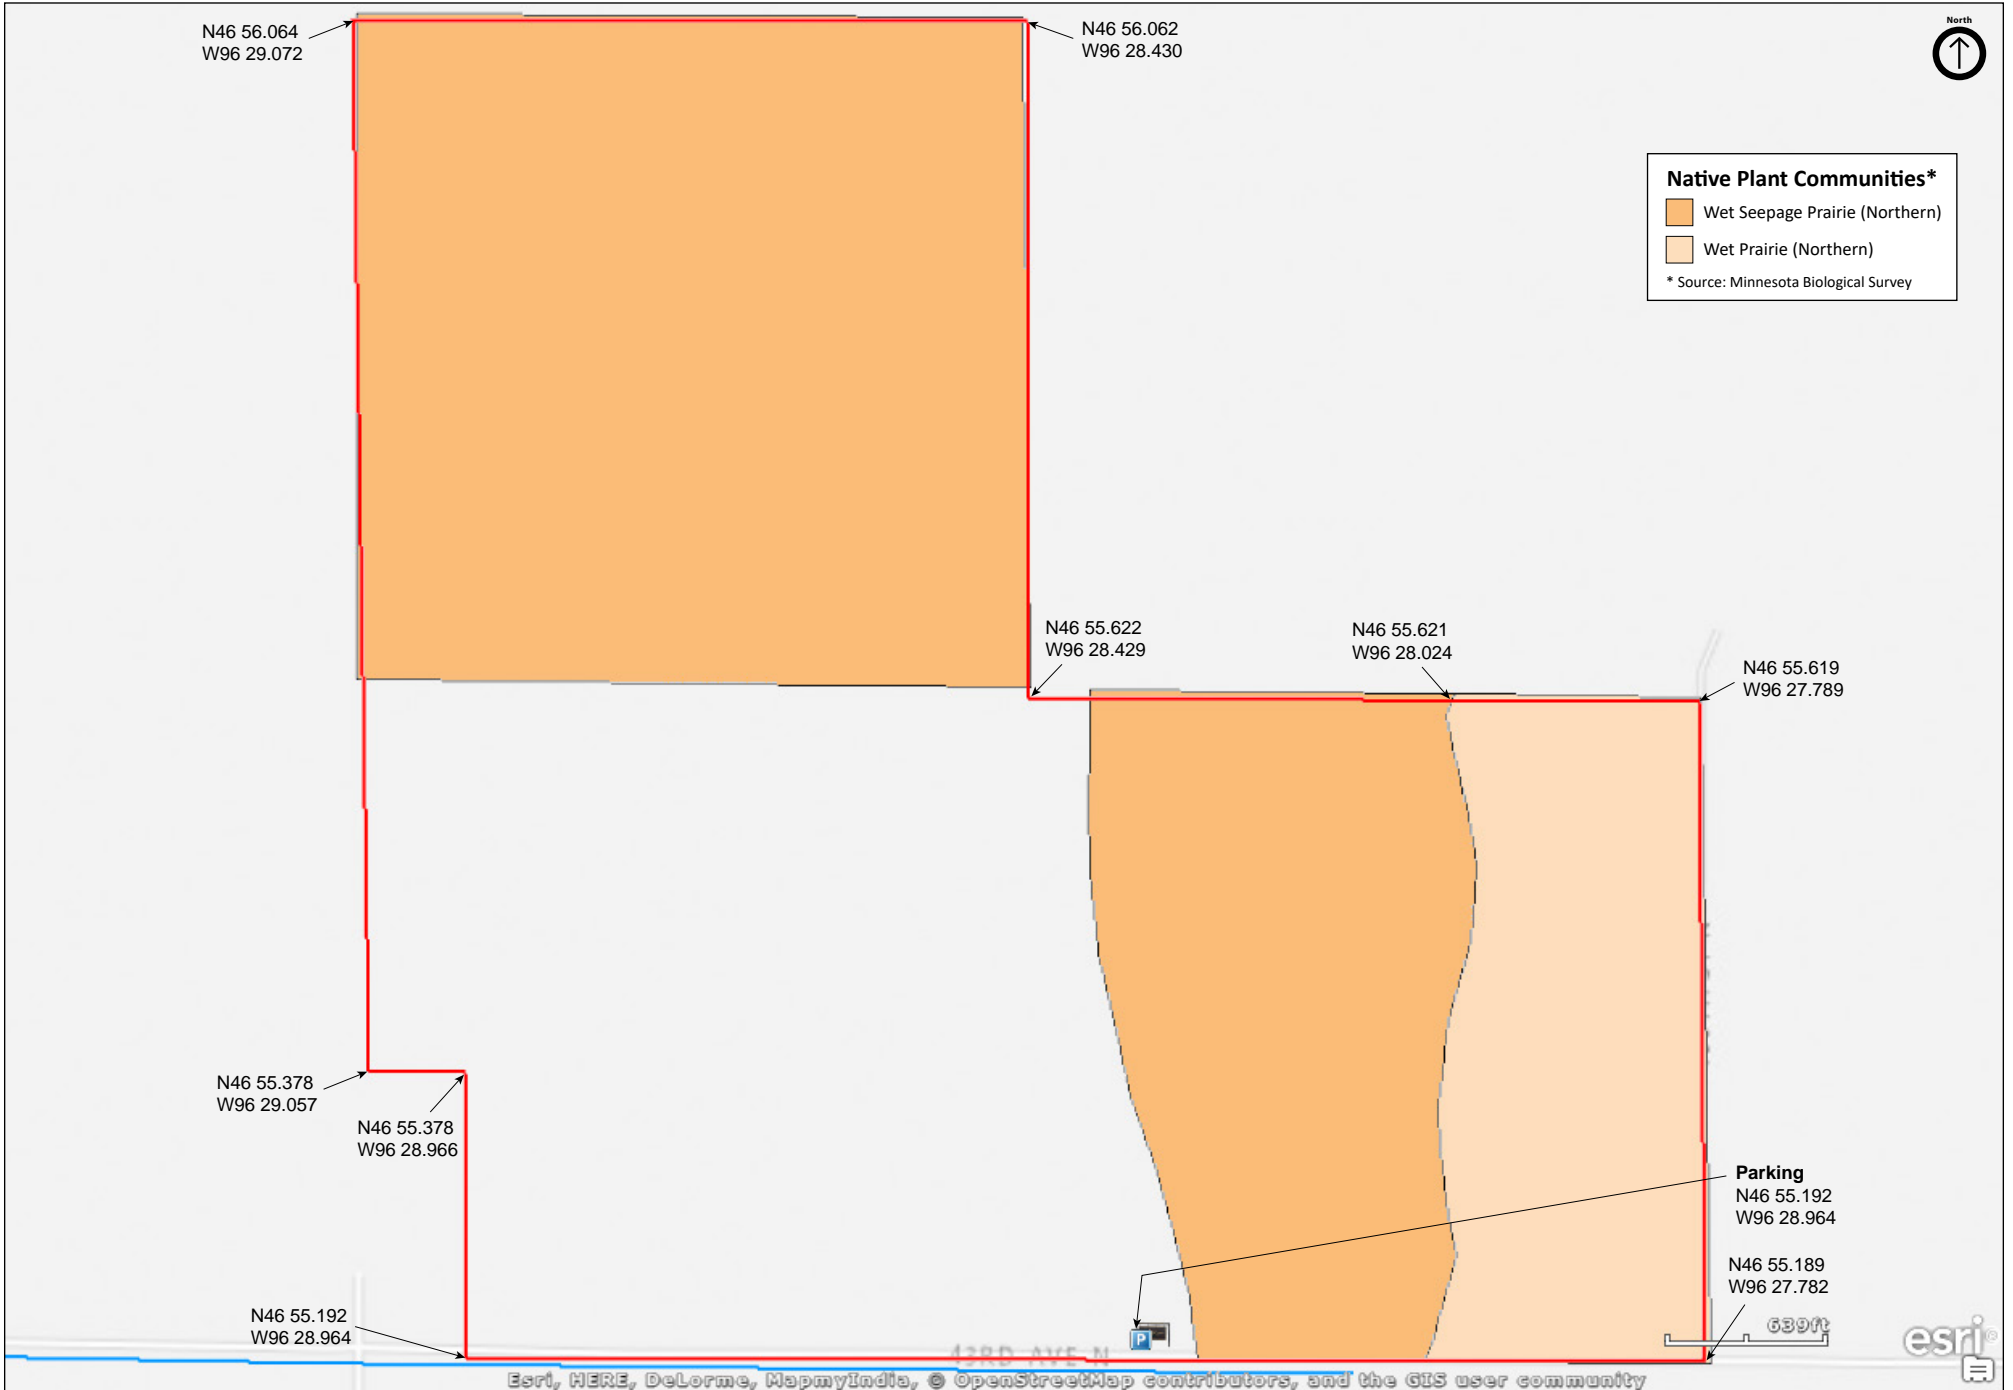 N46 56.064
W96 29.072
N46 56.062
W96 28.430
North
Native Plant Communities*
Wet Seepage Prairie (Northern)
Wet Prairie (Northern)
* Source: Minnesota Biological Survey
N46 55.622
W96 28.429
N46 55.621
W96 28.024
N46 55.619
W96 27.789
N46 55.378
W96 29.057
N46 55.378
W96 28.966
Parking
N46 55.192
W96 28.964
N46 55.189
W96 27.782
N46 55.192
W96 28.964
P
639ft
esri
43RD AVE N
Esri, HERE, DeLorme, MapmyIndia, © OpenStreetMap contributors, and the GIS user community